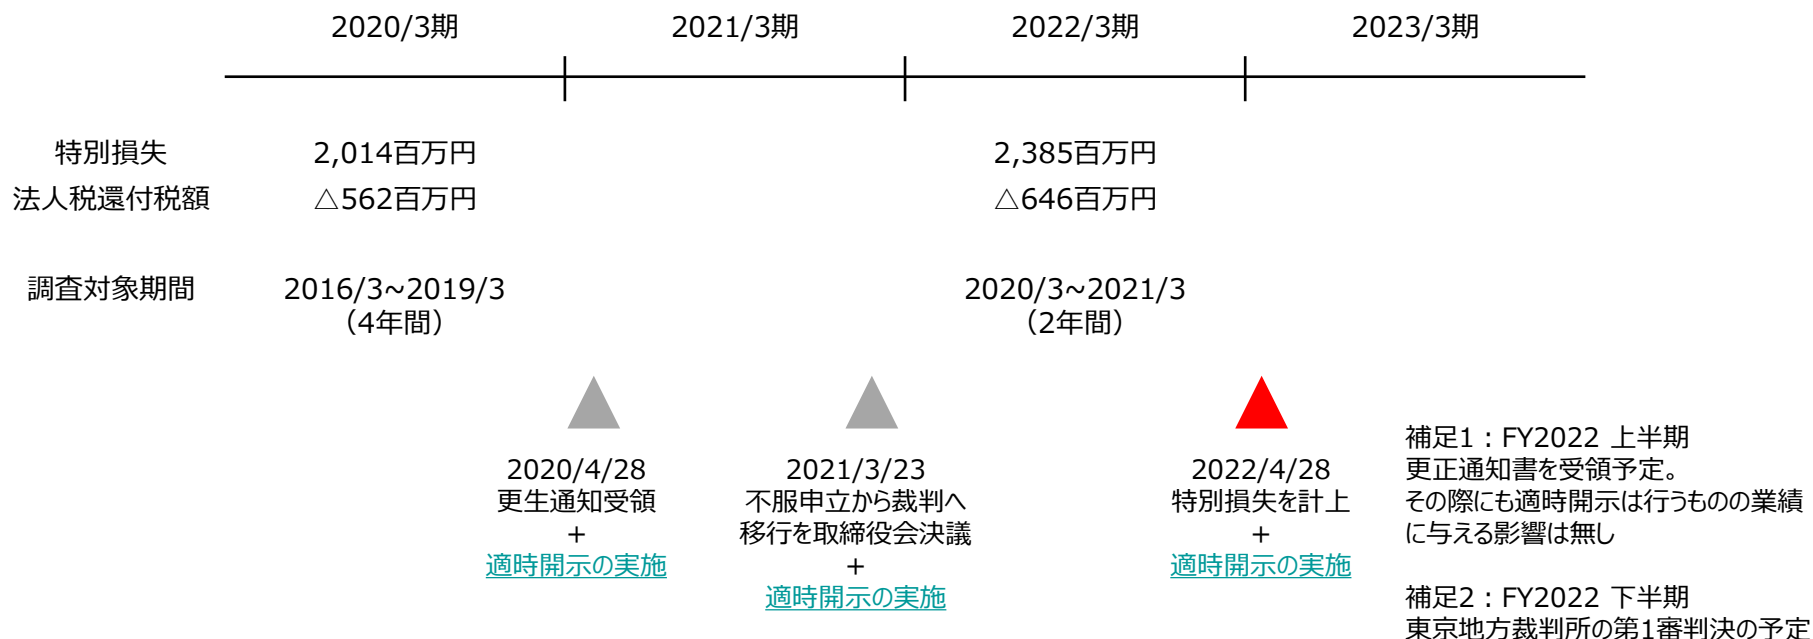 2020/3期 2021/3期 2022/3期 2023/3期
特別損失 2,014百万円 2,385百万円
法人税還付税額 △562百万円 △646百万円
調査対象期間 2016/3~2019/3 2020/3~2021/3
（4年間） （2年間）
2020/4/28
更生通知受領
+
適時開示の実施
2021/3/23
不服申立から裁判へ
移行を取締役会決議
+
適時開示の実施
2022/4/28
特別損失を計上
+
適時開示の実施
補足1：FY2022 上半期
更正通知書を受領予定。
その際にも適時開示は行うものの業績
に与える影響は無し
補足2：FY2022 下半期
東京地方裁判所の第1審判決の予定